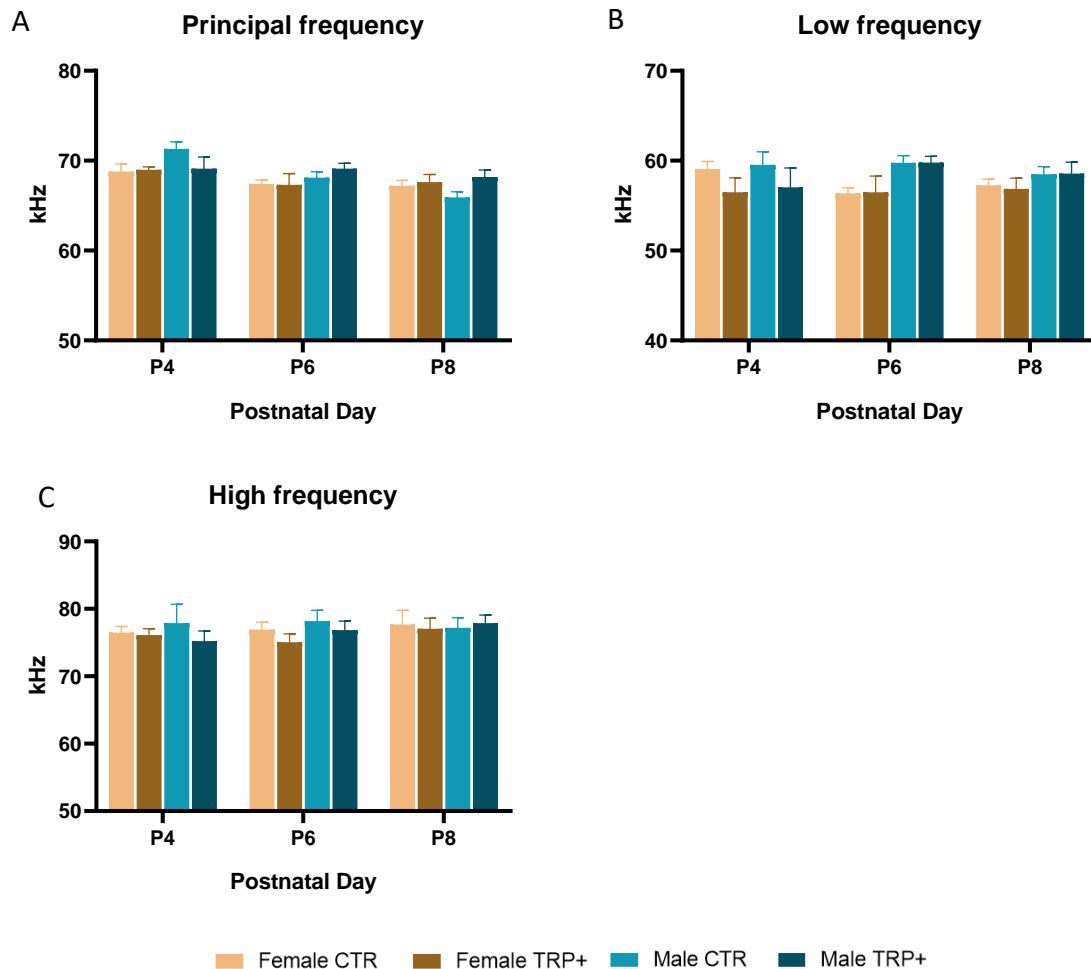 A
Principal frequency
80
70
60
50
kHz
P4 P6 P8
Postnatal Day
B
Low frequency
70
60
50
40
kHz
P4 P6 P8
Postnatal Day
C
High frequency
90
80
70
60
50
kHz
P4 P6 P8
Postnatal Day
Female CTR Female TRP+ Male CTR Male TRP+